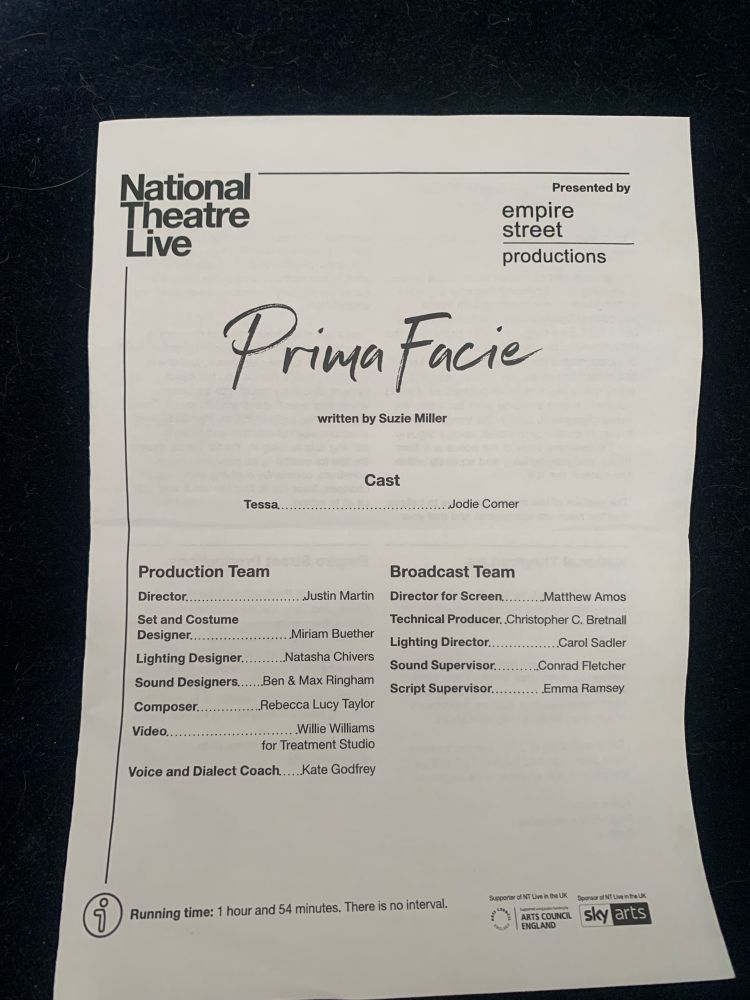 National
Theatre
Live
Presented by
empire
street
productions
Prima Facie
written by Suzie Miller
Cast
Tessa..........................................Jodie Comer
Production Team
Director............................Justin Martin
Set and Costume
Designer........................Miriam Buether
Lighting Designer..........Natasha Chivers
Sound Designers......Ben & Max Ringham
Composer...............Rebecca Lucy Taylor
Video...............................Willie Williams
for Treatment Studio
Voice and Dialect Coach.....Kate Godfrey
Broadcast Team
Director for Screen.........Matthew Amos
Technical Producer..Christopher C. Bretnall
Lighting Director................Carol Sadler
Sound Supervisor..........Conrad Fletcher
Script Supervisor...........Emma Ramsey
Running time: 1 hour and 54 minutes. There is no interval.
Supporter of NT Live in the UK
ARTS COUNCIL
ENGLAND
Sponsor of NT Live in the UK
sky arts